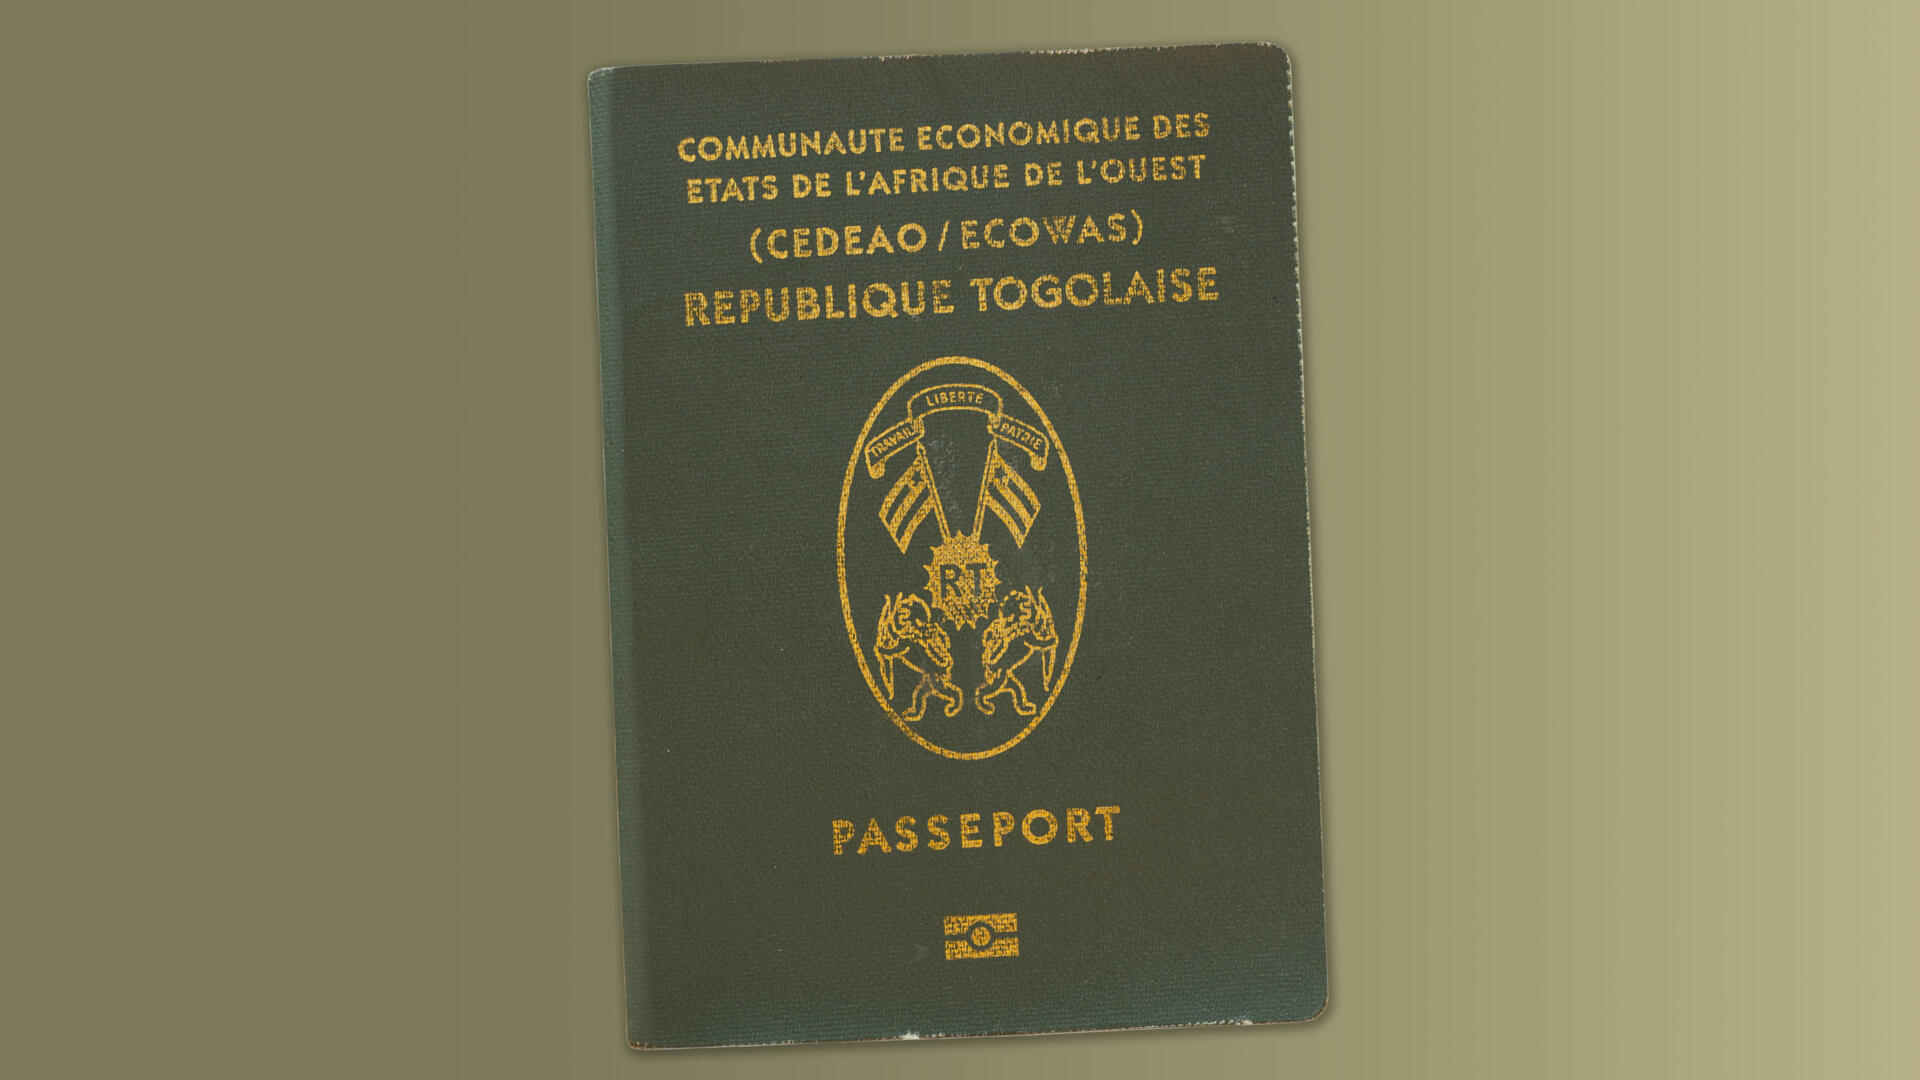 COMMUNAUTE ECONOMIQUE DES
ETATS DE L'AFRIQUE DE L'OUEST
(CEDEAO / ECOWAS)
REPUBLIQUE TOGOLAISE
LIBERTE
TRAVAIL PATRIE
RT
PASSEPORT